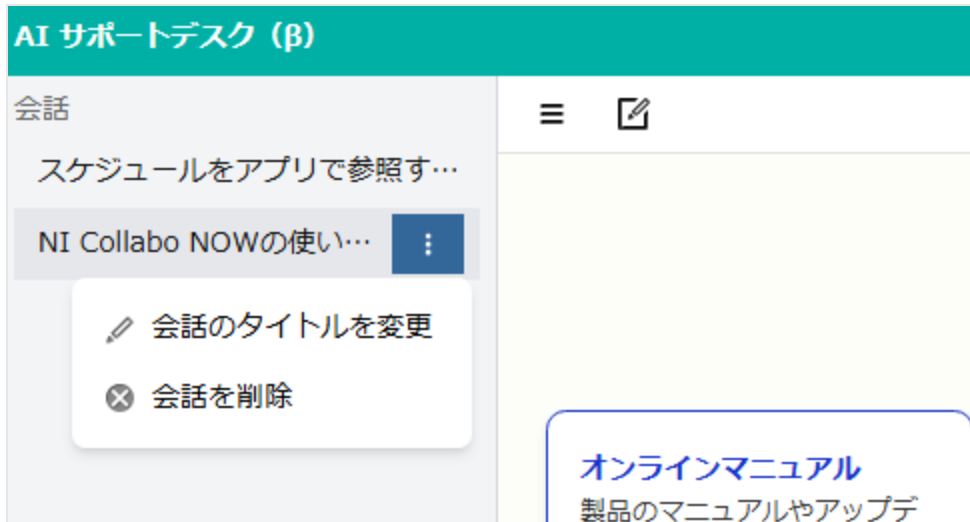 AI サポートデスク（β）
会話
スケジュールをアプリで参照す…
NI Collabo NOWの使い…
会話のタイトルを変更
会話を削除
オンラインマニュアル
製品のマニュアルやアップデ